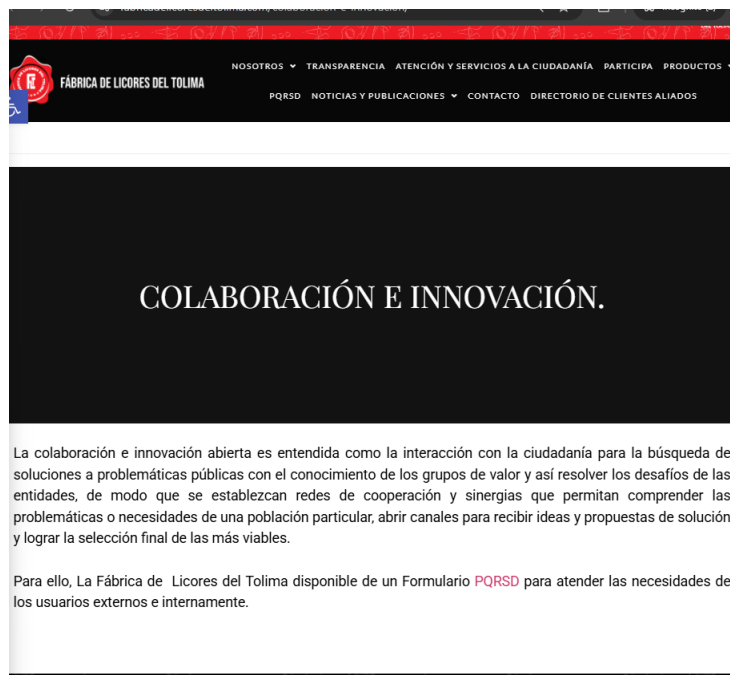 NOSOTROS TRANSPARENCIA ATENCIÓN Y SERVICIOS A LA CIUDADANÍA PARTICIPA PRODUCTOS
FÁBRICA DE LICORES DEL TOLIMA
PQRSD NOTICIAS Y PUBLICACIONES CONTACTO DIRECTORIO DE CLIENTES ALIADOS
COLABORACIÓN E INNOVACIÓN.
La colaboración e innovación abierta es entendida como la interacción con la ciudadanía para la búsqueda de
soluciones a problemáticas públicas con el conocimiento de los grupos de valor y así resolver los desafíos de las
entidades, de modo que se establezcan redes de cooperación y sinergias que permitan comprender las
problemáticas o necesidades de una población particular, abrir canales para recibir ideas y propuestas de solución
y lograr la selección final de las más viables.
Para ello, La Fábrica de Licores del Tolima disponible de un Formulario PQRSD para atender las necesidades de
los usuarios externos e internamente.